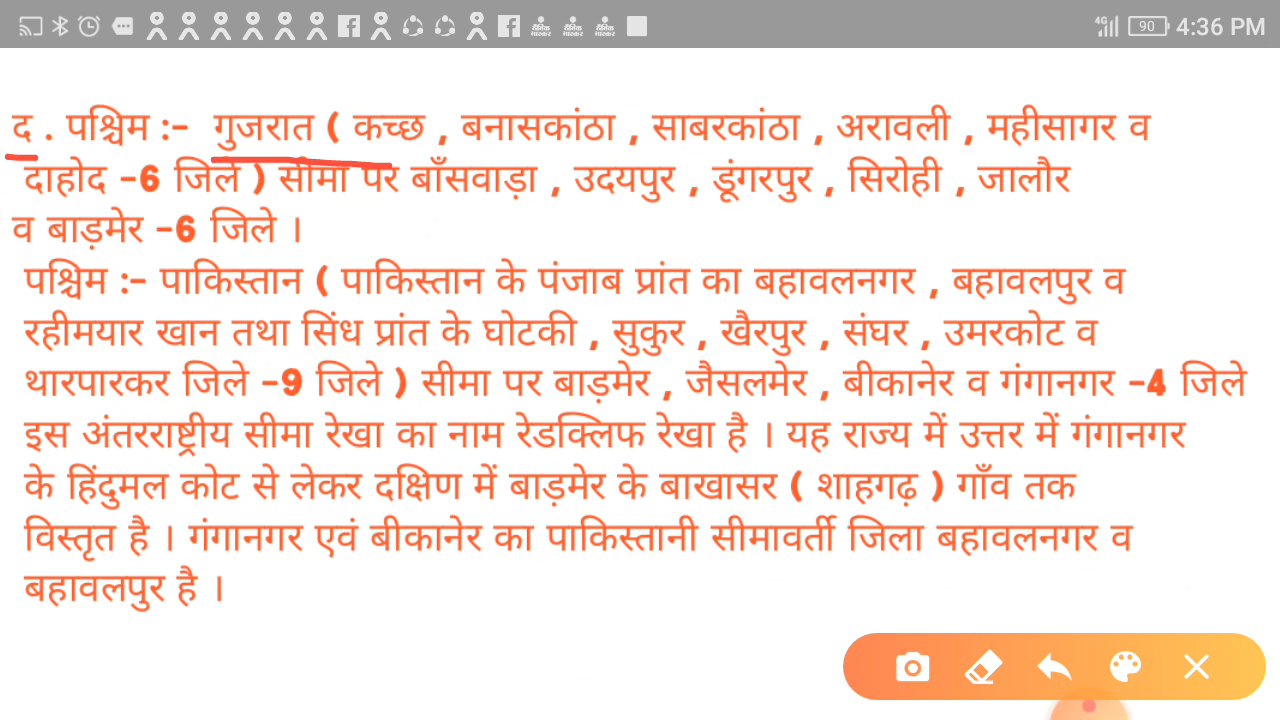 4G 90 4:36 PM
द . पश्चिम :- गुजरात ( कच्छ , बनासकांठा , साबरकांठा , अरावली , महीसागर व
दाहोद -6 जिले ) सीमा पर बाँसवाड़ा , उदयपुर , डूंगरपुर , सिरोही , जालौर
व बाड़मेर -6 जिले ।
पश्चिम :- पाकिस्तान ( पाकिस्तान के पंजाब प्रांत का बहावलनगर , बहावलपुर व
रहीमयार खान तथा सिंध प्रांत के घोटकी , सुकुर , खैरपुर , संघर , उमरकोट व
थारपारकर जिले -9 जिले ) सीमा पर बाड़मेर , जैसलमेर , बीकानेर व गंगानगर -4 जिले
इस अंतरराष्ट्रीय सीमा रेखा का नाम रेडक्लिफ रेखा है । यह राज्य में उत्तर में गंगानगर
के हिंदुमल कोट से लेकर दक्षिण में बाड़मेर के बाखासर ( शाहगढ़ ) गाँव तक
विस्तृत है । गंगानगर एवं बीकानेर का पाकिस्तानी सीमावर्ती जिला बहावलनगर व
बहावलपुर है ।